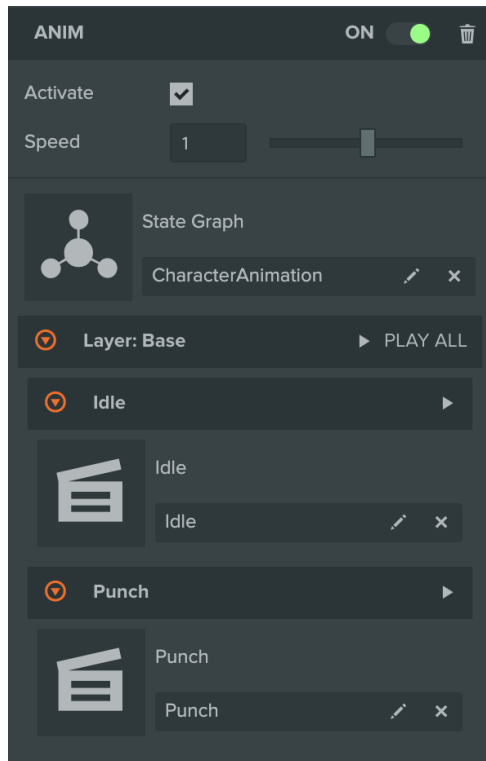 ANIM ON
Activate
Speed 1
State Graph
CharacterAnimation
Layer: Base PLAY ALL
Idle
Idle
Idle
Punch
Punch
Punch